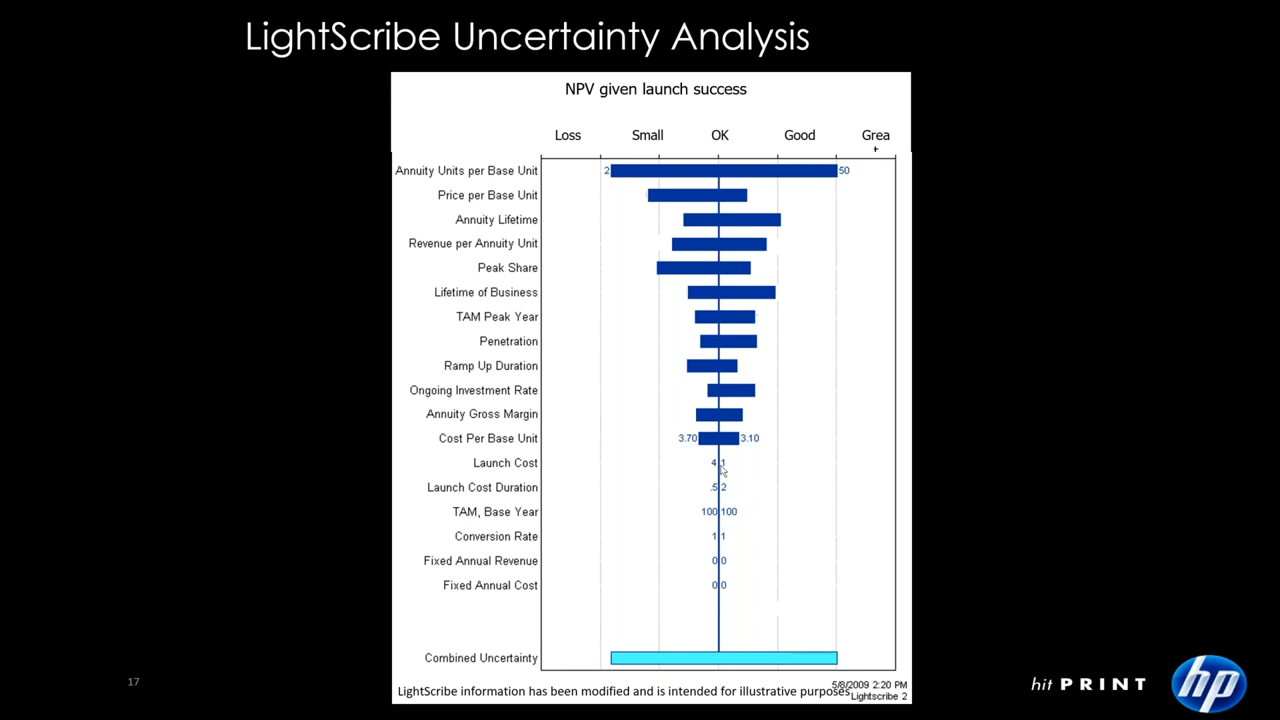 LightScribe Uncertainty Analysis
NPV given launch success
Loss Small OK Good Grea
t
Annuity Units per Base Unit 2 50
Price per Base Unit
Annuity Lifetime
Revenue per Annuity Unit
Peak Share
Lifetime of Business
TAM Peak Year
Penetration
Ramp Up Duration
Ongoing Investment Rate
Annuity Gross Margin
Cost Per Base Unit 3.70 3.10
Launch Cost 4 1
Launch Cost Duration .5 2
TAM, Base Year 100 100
Conversion Rate 1 1
Fixed Annual Revenue 0 0
Fixed Annual Cost 0 0
Combined Uncertainty
5/8/2009 2:20 PM
LightScribe information has been modified and is intended for illustrative purposes
Lightscribe 2
17
hit PRINT
hp